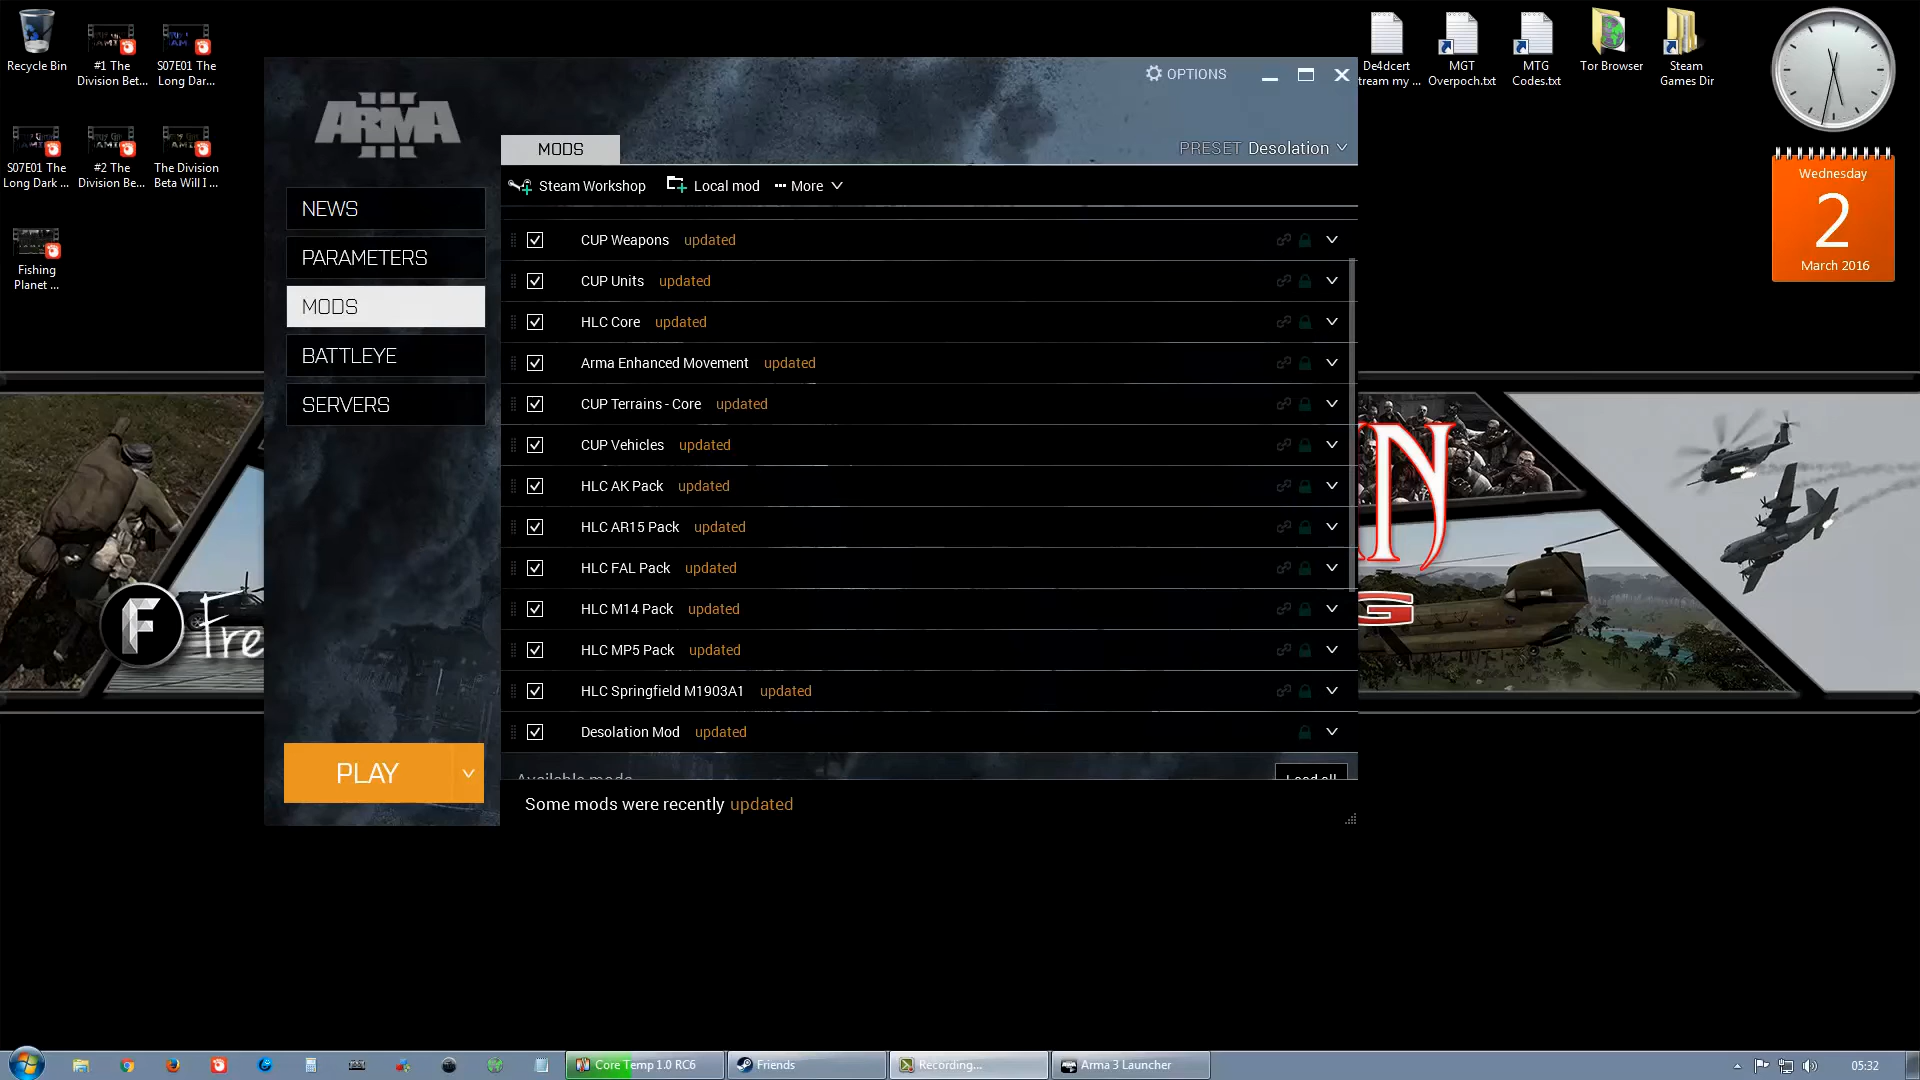 Recycle Bin
#1 The
Division Bet...
S07E01 The
Long Dar...
S07E01 The
Long Dark ...
#2 The
Division Be...
The Division
Beta Will I ...
Fishing
Planet ...
ARMA III
OPTIONS
MODS
PRESET Desolation
Steam Workshop
Local mod
More
NEWS
PARAMETERS
MODS
BATTLEYE
SERVERS
PLAY
CUP Weapons updated
CUP Units updated
HLC Core updated
Arma Enhanced Movement updated
CUP Terrains - Core updated
CUP Vehicles updated
HLC AK Pack updated
HLC AR15 Pack updated
HLC FAL Pack updated
HLC M14 Pack updated
HLC MP5 Pack updated
HLC Springfield M1903A1 updated
Desolation Mod updated
Available mods
Load all
Some mods were recently updated
De4dcert
tream my ...
MGT
Overpoch.txt
MTG
Codes.txt
Tor Browser
Steam
Games Dir
Wednesday
2
March 2016
F Fre
N
G
Core Temp 1.0 RC6
Friends
Recording...
Arma 3 Launcher
05:32